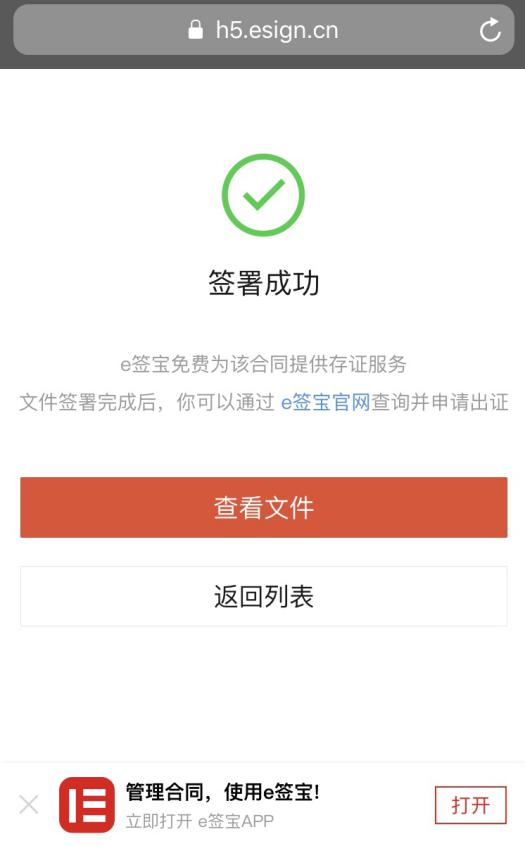 h5.esign.cn
签署成功
e签宝免费为该合同提供存证服务
文件签署完成后，你可以通过 e签宝官网查询并申请出证
查看文件
返回列表
管理合同，使用e签宝!
立即打开 e签宝APP
打开